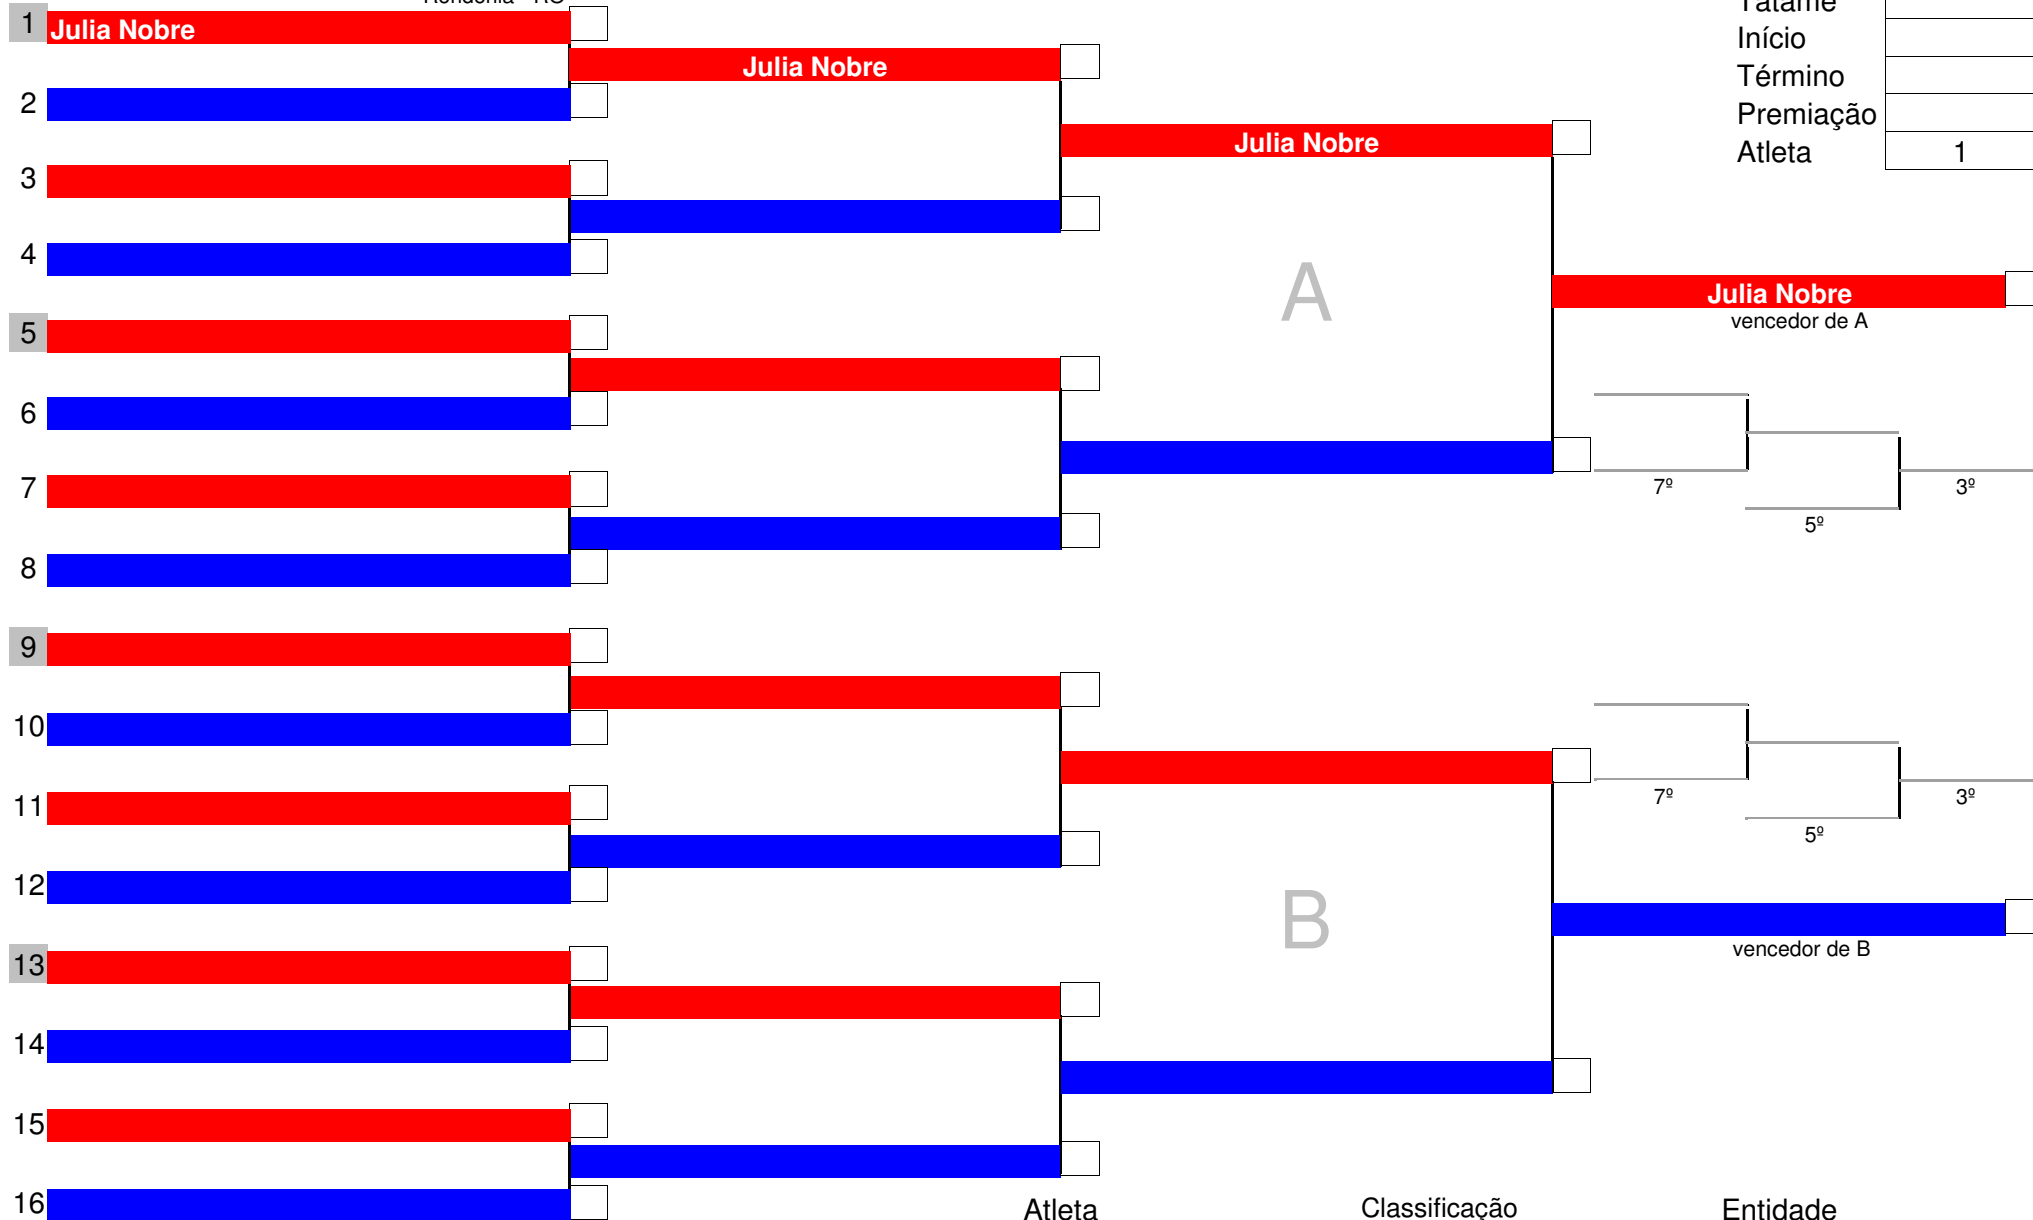 1 Julia Nobre
Tatame
Início
Julia Nobre
Término
2
Premiação
Julia Nobre
Atleta 1
3
4
Julia Nobre
A
vencedor de A
5
6
7
7º 3º
5º
8
9
10
11
7º 3º
5º
12
B
vencedor de B
13
14
15
16
Atleta Classificação Entidade